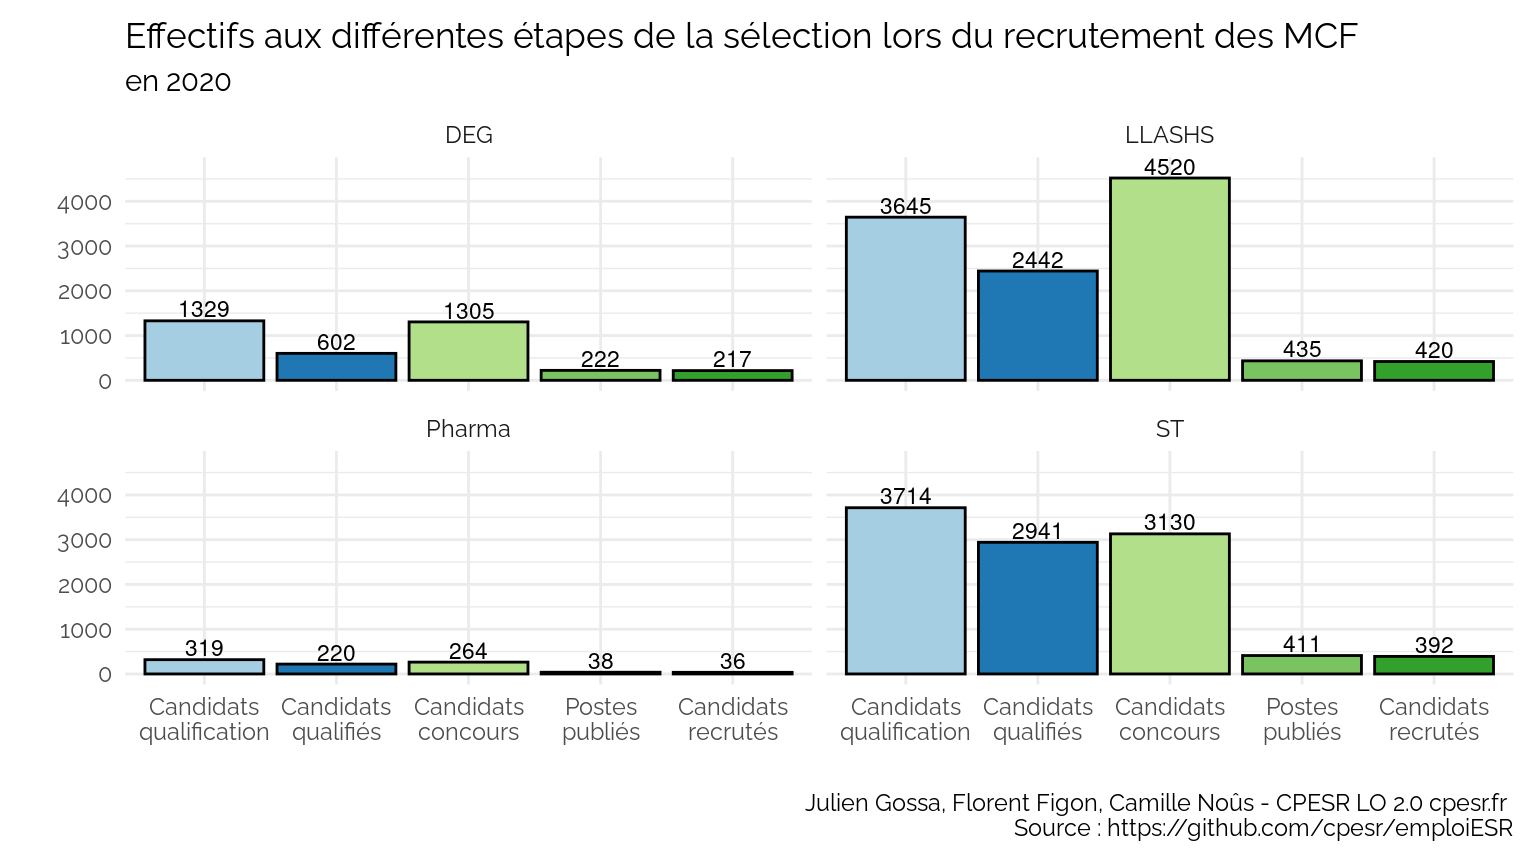 Effectifs aux différentes étapes de la sélection lors du recrutement des MCF
en 2020
DEG
LLASHS
4000
3000
2000
1000
0
1329
602
1305
222
217
3645
2442
4520
435
420
Pharma
ST
4000
3000
2000
1000
0
319
220
264
38
36
3714
2941
3130
411
392
Candidats
qualification
Candidats
qualifiés
Candidats
concours
Postes
publiés
Candidats
recrutés
Candidats
qualification
Candidats
qualifiés
Candidats
concours
Postes
publiés
Candidats
recrutés
Julien Gossa, Florent Figon, Camille Noûs - CPESR LO 2.0 cpesr.fr
Source : https://github.com/cpesr/emploiESR